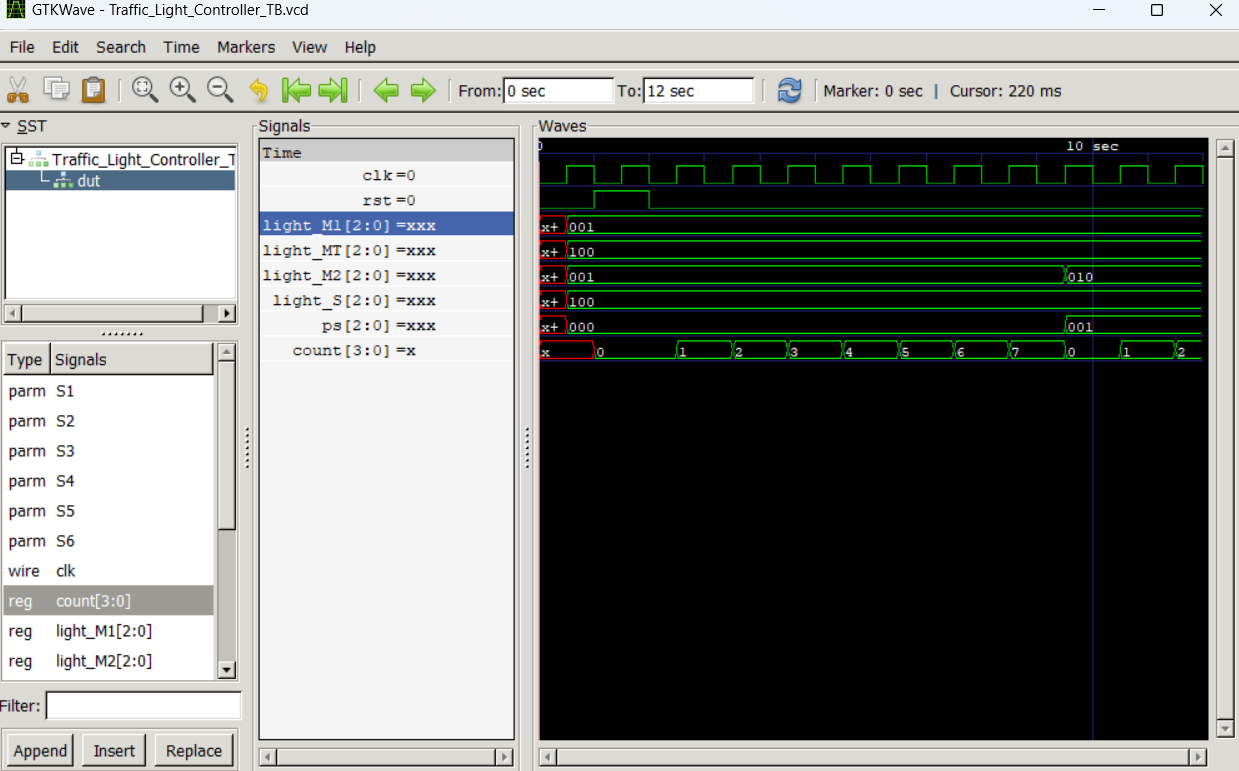 GTKWave - Traffic_Light_Controller_TB.vcd
File Edit Search Time Markers View Help
From: 0 sec To: 12 sec Marker: 0 sec | Cursor: 220 ms
SST
Traffic_Light_Controller_T
dut
Type Signals
parm S1
parm S2
parm S3
parm S4
parm S5
parm S6
wire clk
reg count[3:0]
reg light_M1[2:0]
reg light_M2[2:0]
Filter:
Append Insert Replace
Signals
Time
clk=0
rst=0
light_M1[2:0]=xxx
light_MT[2:0]=xxx
light_M2[2:0]=xxx
light_S[2:0]=xxx
ps[2:0]=xxx
count[3:0]=x
Waves
0 10 sec
x+ 001
x+ 100
x+ 001 010
x+ 100
x+ 000 001
x 0 1 2 3 4 5 6 7 0 1 2